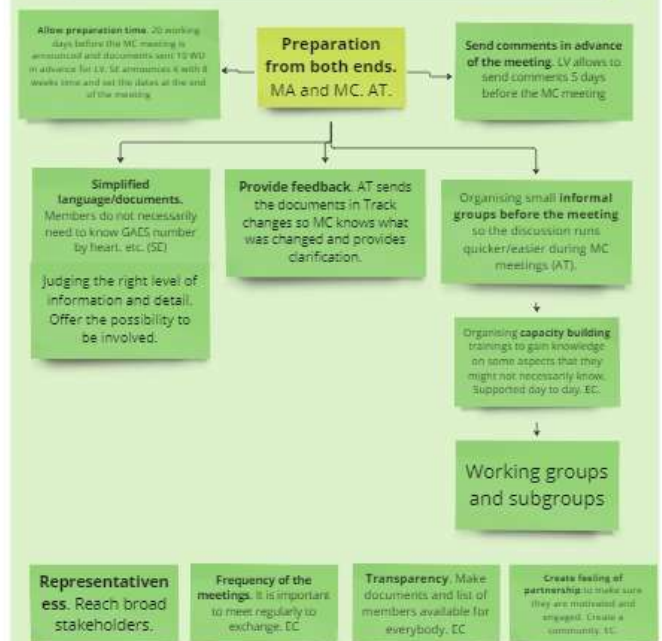 Allow preparation time. 20 working
days before the MC meeting is
announced and documents sent 10 WD
in advance for LV. SE announces it with 8
weeks time and set the dates at the end
of the meeting
Preparation
from both ends.
MA and MC. AT.
Send comments in advance
of the meeting. LV allows to
send comments 5 days
before the MC meeting
Simplified
language/documents.
Members do not necessarily
need to know GAES number
by heart. etc. (SE)
Judging the right level of
information and detail.
Offer the possibility to
be involved.
Provide feedback. AT sends
the documents in Track
changes so MC knows what
was changed and provides
clarification.
Organising small informal
groups before the meeting
so the discussion runs
quicker/easier during MC
meetings (AT).
Organising capacity building
trainings to gain knowledge
on some aspects that they
might not necessarily know.
Supported day to day. EC.
Working groups
and subgroups
Representativen
ess. Reach broad
stakeholders.
Frequency of the
meetings. It is important
to meet regularly to
exchange. EC
Transparency. Make
documents and list of
members available for
everybody. EC
Create feeling of
partnership to make sure
they are motivated and
engaged. Create a
community. EC.